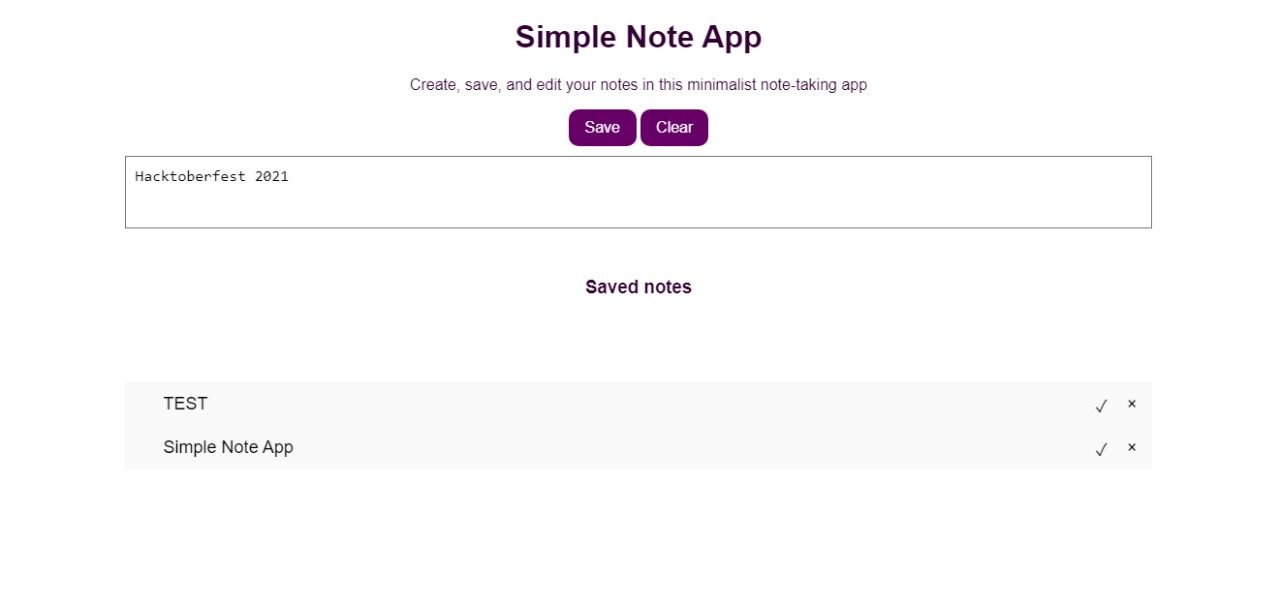 Simple Note App
Create, save, and edit your notes in this minimalist note-taking app
Save Clear
Hacktoberfest 2021
Saved notes
TEST ✓ ×
Simple Note App ✓ ×